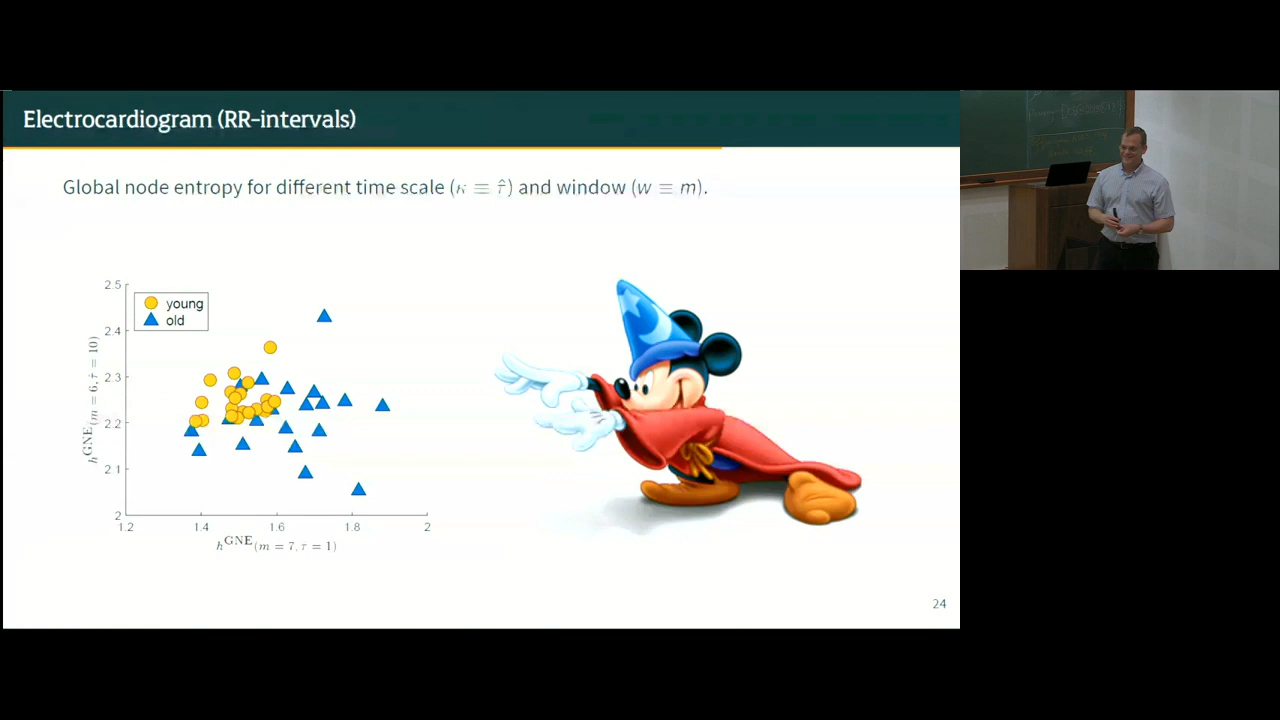 Electrocardiogram (RR-intervals)
Global node entropy for different time scale (κ ≡ τ̂) and window (w ≡ m).
2.5
2.4
2.3
2.2
2.1
2
young
old
h^GNE (m = 6, τ = 10)
1.2 1.4 1.6 1.8 2
h^GNE (m = 7, τ = 1)
24